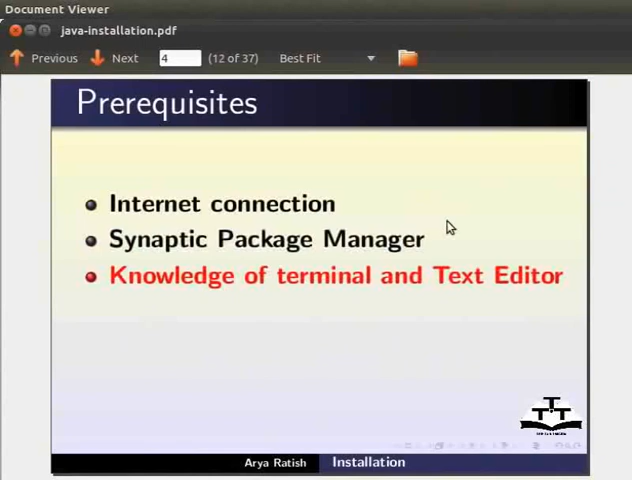 Document Viewer
java-installation.pdf
Previous Next 4 (12 of 37) Best Fit
Prerequisites
Internet connection
Synaptic Package Manager
Knowledge of terminal and Text Editor
T T T
Arya Ratish Installation